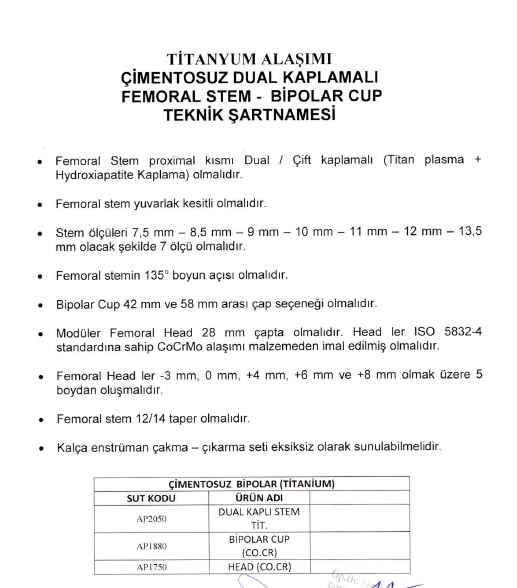 TİTANYUM ALAŞIMI
ÇİMENTOSUZ DUAL KAPLAMALI
FEMORAL STEM - BİPOLAR CUP
TEKNİK ŞARTNAMESİ
• Femoral Stem proximal kısmı Dual / Çift kaplamalı (Titan plasma +
Hydroxiapatite Kaplama) olmalıdır.
• Femoral stem yuvarlak kesitli olmalıdır.
• Stem ölçüleri 7,5 mm – 8,5 mm – 9 mm – 10 mm – 11 mm – 12 mm – 13,5
mm olacak şekilde 7 ölçü olmalıdır.
• Femoral stemin 135° boyun açısı olmalıdır.
• Bipolar Cup 42 mm ve 58 mm arası çap seçeneği olmalıdır.
• Modüler Femoral Head 28 mm çapta olmalıdır. Head ler ISO 5832-4
standardına sahip CoCrMo alaşımı malzemeden imal edilmiş olmalıdır.
• Femoral Head ler -3 mm, 0 mm, +4 mm, +6 mm ve +8 mm olmak üzere 5
boydan oluşmalıdır.
• Femoral stem 12/14 taper olmalıdır.
• Kalça enstrüman çakma – çıkarma seti eksiksiz olarak sunulabilmelidir.
ÇİMENTOSUZ BİPOLAR (TİTANİUM)
SUT KODU ÜRÜN ADI
AP2050 DUAL KAPLI STEM
TİT.
AP1880 BİPOLAR CUP
(CO.CR)
AP1750 HEAD (CO.CR)
Op.Dr.